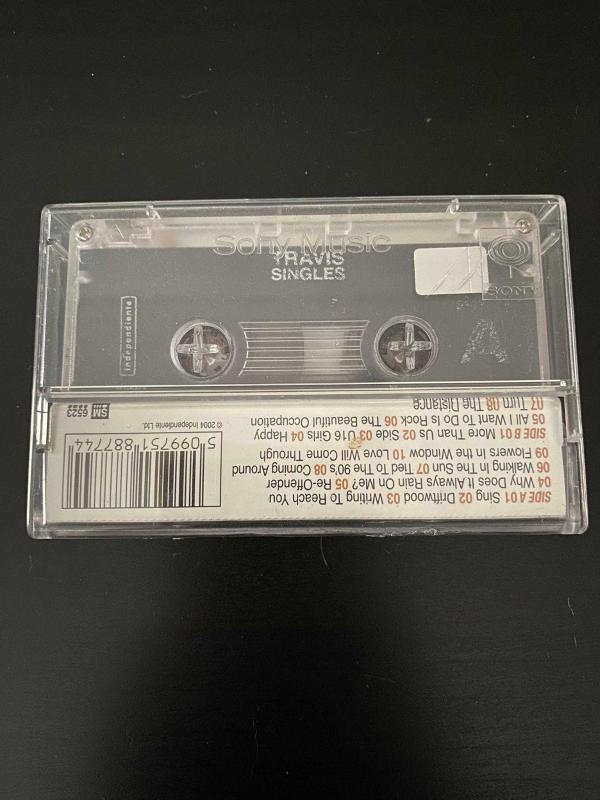 Sony Music
TRAVIS
SINGLES
SONY
independiente
A
SIDE A 01 Sing 02 Driftwood 03 Writing To Reach You
04 Why Does It Always Rain On Me? 05 Re-Offender
06 Walking In The Sun 07 Tied To The 90's 08 Coming Around
09 Flowers In the Window 10 Love Will Come Through
SIDE B 01 More Than Us 02 Side 03 U16 Girls 04 Happy
05 All I Want To Do Is Rock 06 The Beautiful Occupation
07 Turn 08 The Distance
5 099751 887744
© 2004 Independiente Ltd.
SM 6523